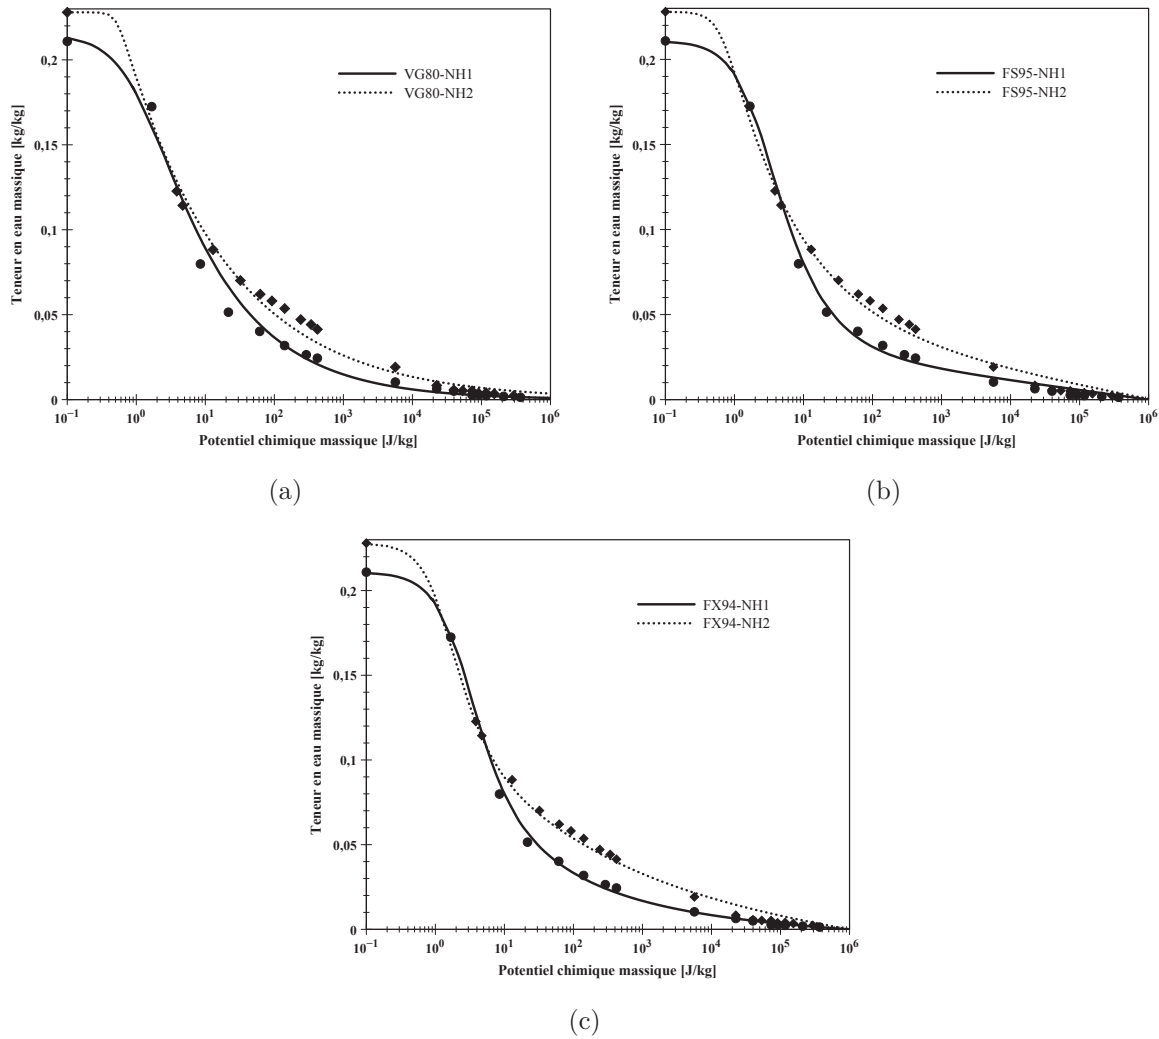 0,2
0,15
0,1
0,05
0
Teneur en eau massique [kg/kg]
VG80-NH1
VG80-NH2
10⁻¹ 10⁰ 10¹ 10² 10³ 10⁴ 10⁵ 10⁶
Potentiel chimique massique [J/kg]
(a)
0,2
0,15
0,1
0,05
0
Teneur en eau massique [kg/kg]
FS95-NH1
FS95-NH2
10⁻¹ 10⁰ 10¹ 10² 10³ 10⁴ 10⁵ 10⁶
Potentiel chimique massique [J/kg]
(b)
0,2
0,15
0,1
0,05
0
Teneur en eau massique [kg/kg]
FX94-NH1
FX94-NH2
10⁻¹ 10⁰ 10¹ 10² 10³ 10⁴ 10⁵ 10⁶
Potentiel chimique massique [J/kg]
(c)